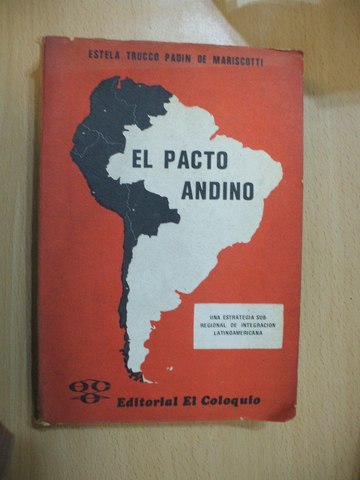 ESTELA TRUCCO PADIN DE MARISCOTTI
EL PACTO
ANDINO
UNA ESTRATEGIA SUB-
REGIONAL DE INTEGRACION
LATINOAMERICANA
Editorial El Coloquio